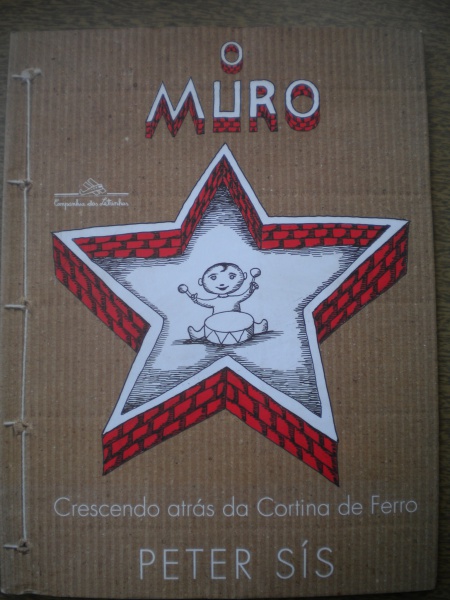 O
MURO
Companhia das Letrinhas
Crescendo atrás da Cortina de Ferro
PETER SÍS